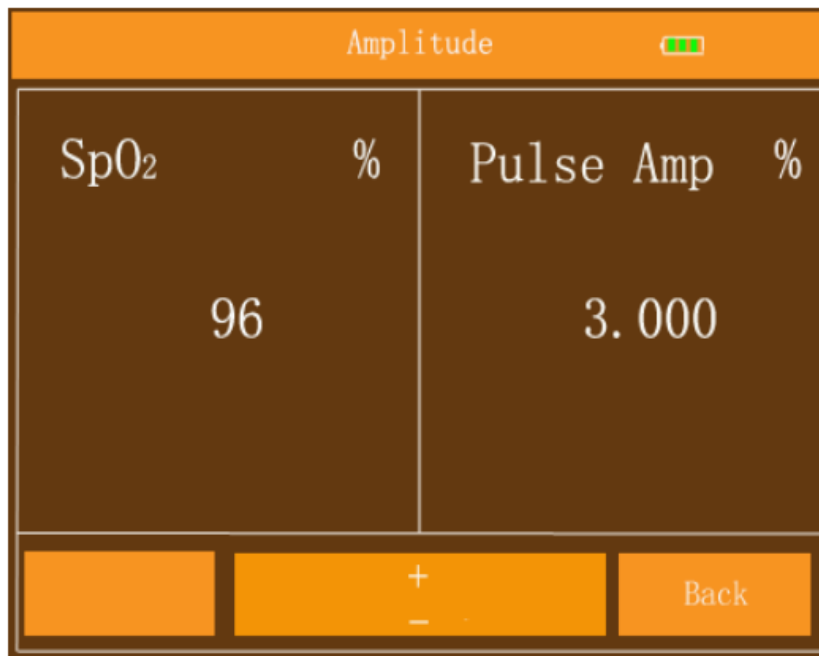 Amplitude
SpO₂ %
Pulse Amp %
96
3.000
+
−
Back